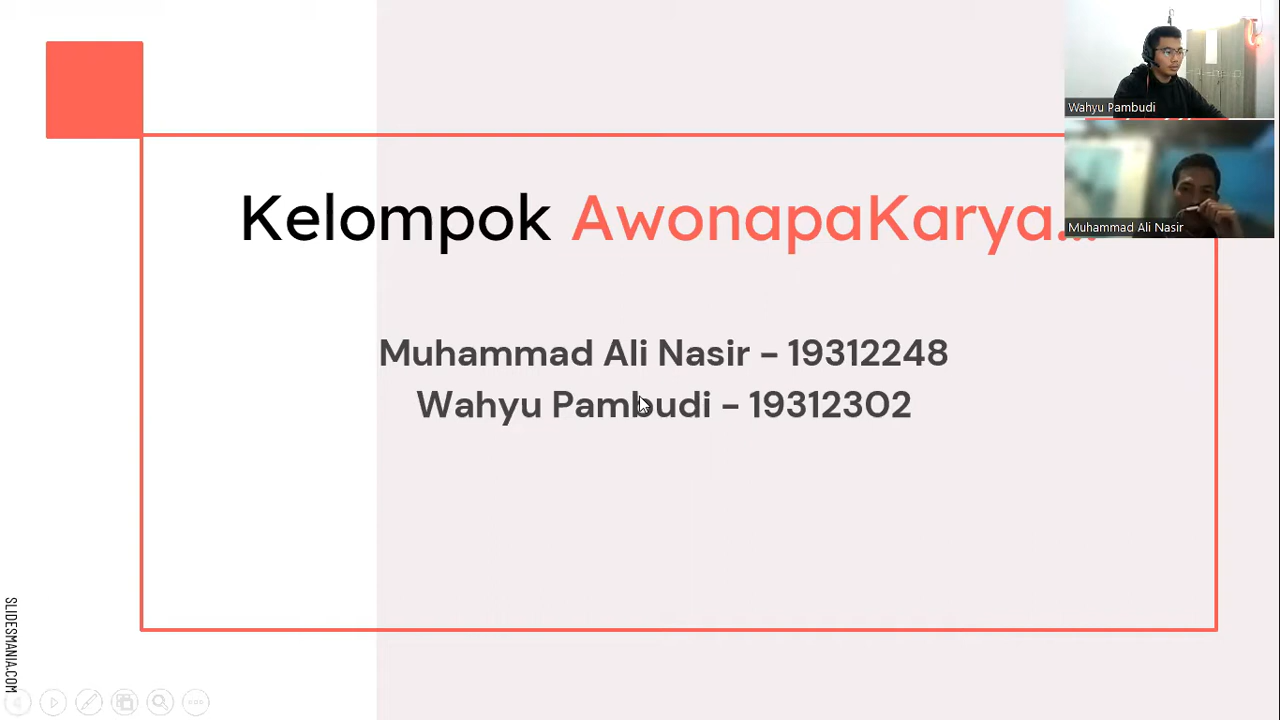 Wahyu Pambudi
Muhammad Ali Nasir
Kelompok AwonapaKarya...
Muhammad Ali Nasir - 19312248
Wahyu Pambudi - 19312302
SLIDESMANIA.COM